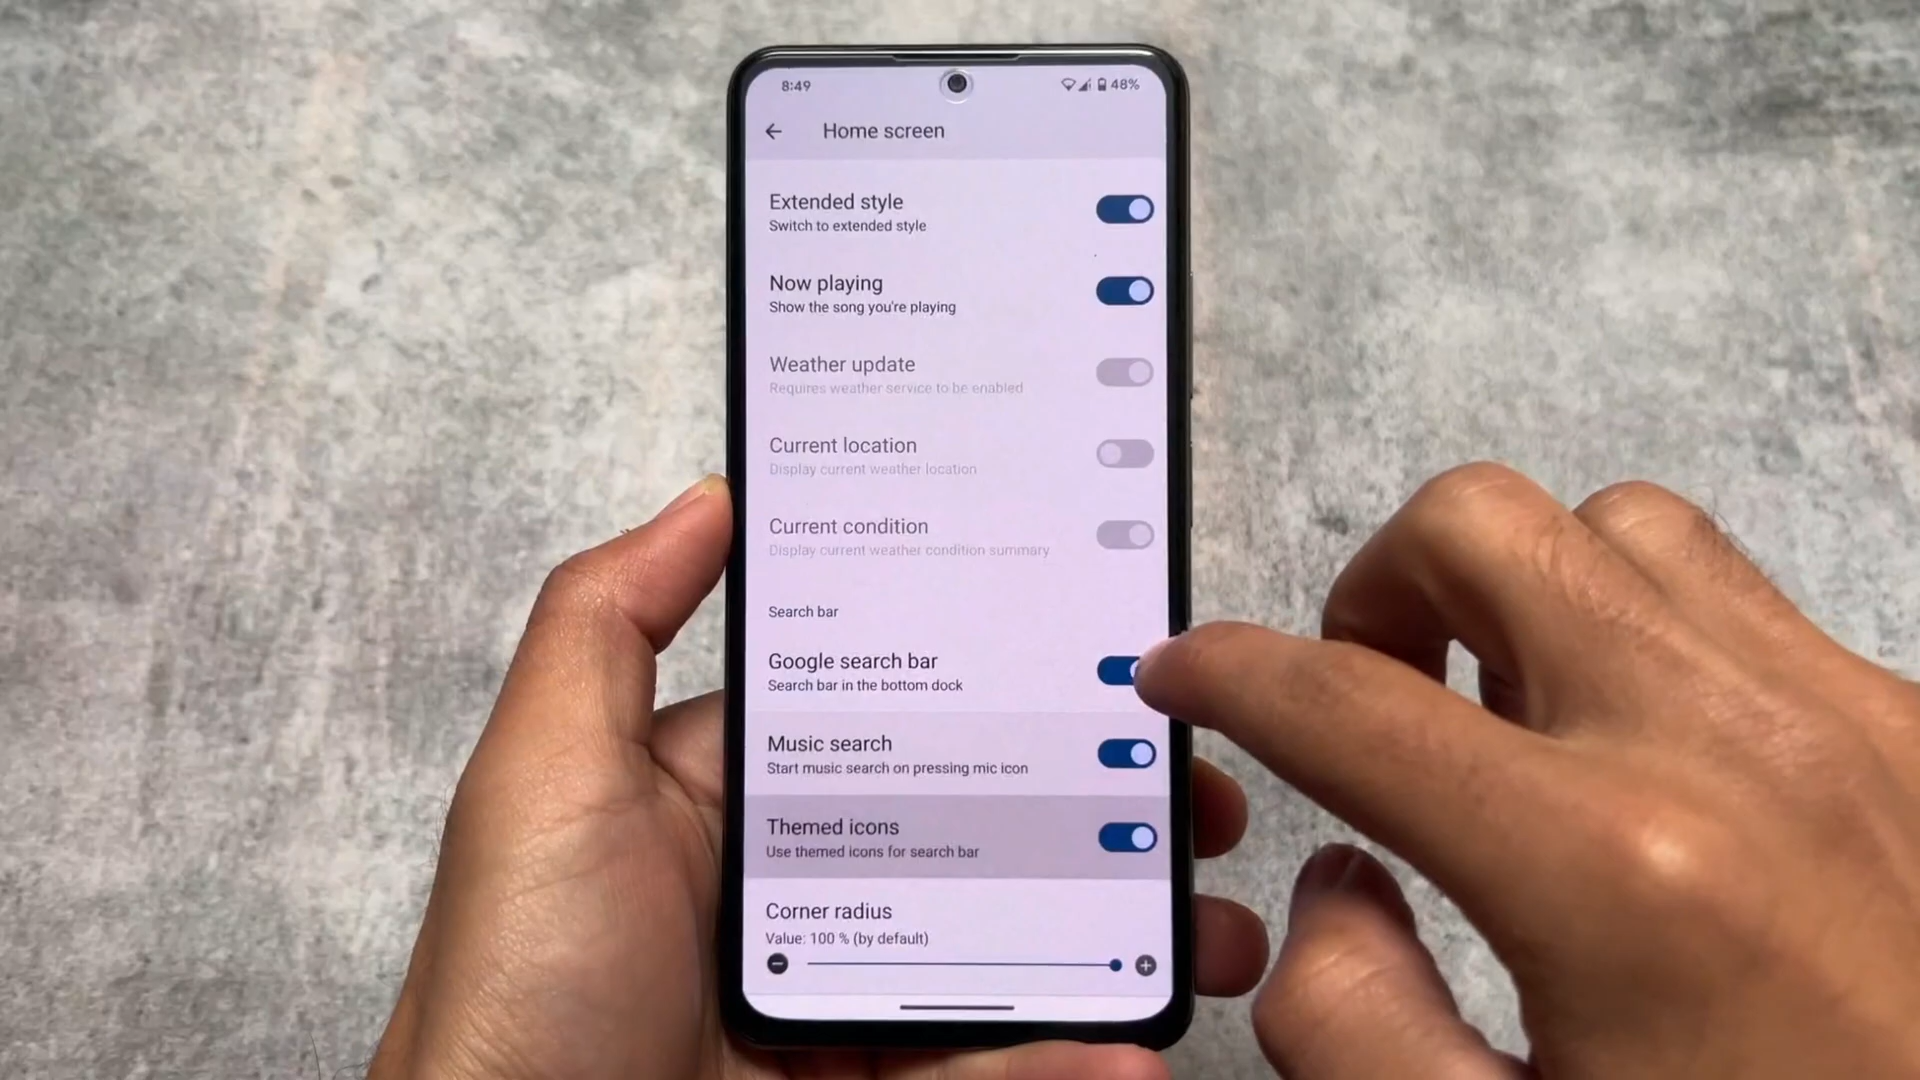 8:49
48%
Home screen
Extended style
Switch to extended style
Now playing
Show the song you're playing
Weather update
Requires weather service to be enabled
Current location
Display current weather location
Current condition
Display current weather condition summary
Search bar
Google search bar
Search bar in the bottom dock
Music search
Start music search on pressing mic icon
Themed icons
Use themed icons for search bar
Corner radius
Value: 100 % (by default)